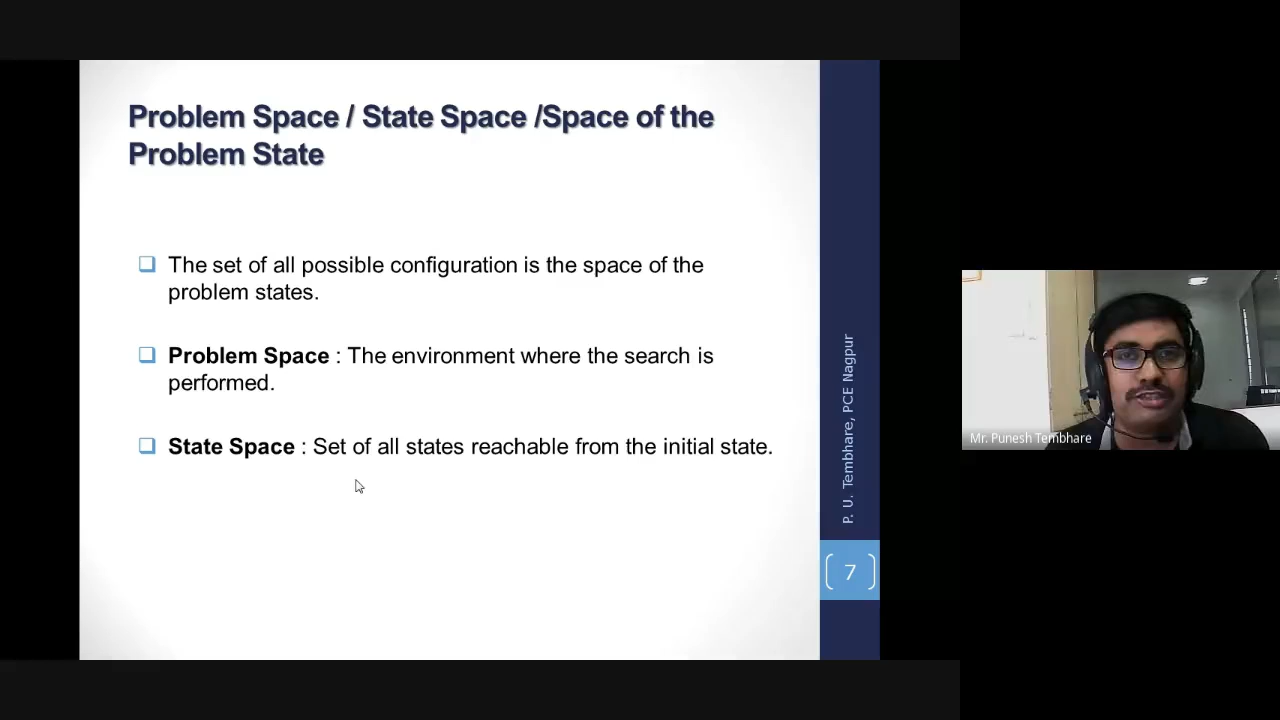 Problem Space / State Space /Space of the
Problem State
❑ The set of all possible configuration is the space of the
problem states.
❑ Problem Space : The environment where the search is
performed.
❑ State Space : Set of all states reachable from the initial state.
P. U. Tembhare, PCE Nagpur
7
Mr. Punesh Tembhare